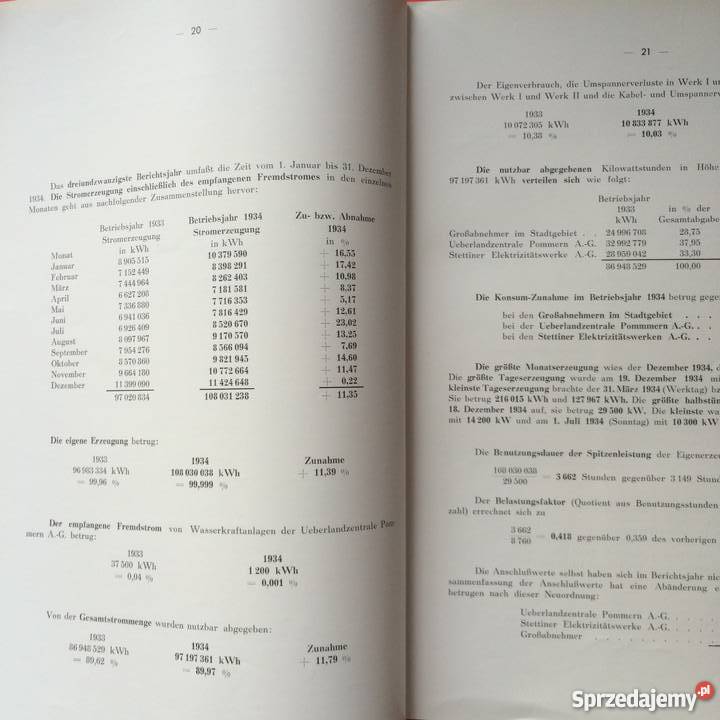 — 20 —
Das dreiundzwanzigste Berichtsjahr umfaßt die Zeit vom 1. Januar bis 31. Dezember
1934. Die Stromerzeugung einschließlich des empfangenen Fremdstromes in den einzelnen
Monaten geht aus nachfolgender Zusammenstellung hervor:
Betriebsjahr 1933 Betriebsjahr 1934 Zu- bzw. Abnahme
Stromerzeugung Stromerzeugung 1934
Monat in kWh in kWh in %
Januar 8 905 515 10 379 590 + 16,55
Februar 7 152 449 8 398 291 + 17,42
März 7 444 964 8 262 403 + 10,98
April 6 627 208 7 181 581 + 8,37
Mai 7 336 880 7 716 353 + 5,17
Juni 6 941 036 7 816 429 + 12,61
Juli 6 926 409 8 520 670 + 23,02
August 8 097 967 9 170 570 + 13,25
September 7 954 276 8 566 094 + 7,69
Oktober 8 570 860 9 821 945 + 14,60
November 9 664 180 10 772 664 + 11,47
Dezember 11 399 090 11 424 648 + 0,22
97 020 834 108 031 238 + 11,35
Die eigene Erzeugung betrug:
1933 1934 Zunahme
96 983 334 kWh 108 030 038 kWh + 11,39 %
= 99,96 % = 99,999 %
Der empfangene Fremdstrom von Wasserkraftanlagen der Ueberlandzentrale Pom
mern A.-G. betrug:
1933 1934
37 500 kWh 1 200 kWh
= 0,04 % = 0,001 %
Von der Gesamtstrommenge wurden nutzbar abgegeben:
1933 1934 Zunahme
86 948 529 kWh 97 197 361 kWh + 11,79 %
= 89,62 % = 89,97 %
— 21 —
Der Eigenverbrauch, die Umspannerverluste in Werk I u
zwischen Werk I und Werk II und die Kabel- und Umspanner
1933 1934
10 072 305 kWh 10 833 877 kWh
= 10,38 % = 10,03 %
Die nutzbar abgegebenen Kilowattstunden in Höhe
97 197 361 kWh verteilen sich wie folgt:
Betriebsjahr
1933 in % der
kWh Gesamtabgabe
Großabnehmer im Stadtgebiet . . 24 996 708 28,75
Ueberlandzentrale Pommern A.-G. 32 992 779 37,95
Stettiner Elektrizitätswerke A.-G. 28 959 042 33,30
86 948 529 100,00
Die Konsum-Zunahme im Betriebsjahr 1934 betrug gegen
bei den Großabnehmern im Stadtgebiet . . .
bei der Ueberlandzentrale Pommmern A.-G. .
bei den Stettiner Elektrizitätswerken A.-G. .
Die größte Monatserzeugung wies der Dezember 1934, d
Die größte Tageserzeugung wurde am 19. Dezember 1934 mi
kleinste Tageserzeugung brachte der 31. März 1934 (Werktag) bz
Sie betrug 216 015 kWh und 127 967 kWh. Die größte halbstün
18. Dezember 1934 auf, sie betrug 29 500 kW. Die kleinste wa
mit 14 200 kW und am 1. Juli 1934 (Sonntag) mit 10 300 kW
Die Benutzungsdauer der Spitzenleistung der Eigenerze
108 030 038
29 500
= 3 662 Stunden gegenüber 3 149 Stund
Der Belastungsfaktor (Quotient aus Benutzungsstunden
zahl) errechnet sich zu
3 662
8 760
= 0,418 gegenüber 0,359 des vorherigen
Die Anschlußwerte selbst haben sich im Berichtsjahr nic
sammenfassung der Anschlußwerte hat eine Abänderung e
betrugen nach dieser Neuordnung:
Ueberlandzentrale Pommern A.-G. . . .
Stettiner Elektrizitätswerke A.-G. . . .
Großabnehmer . . . . .
Sprzedajemy.pl